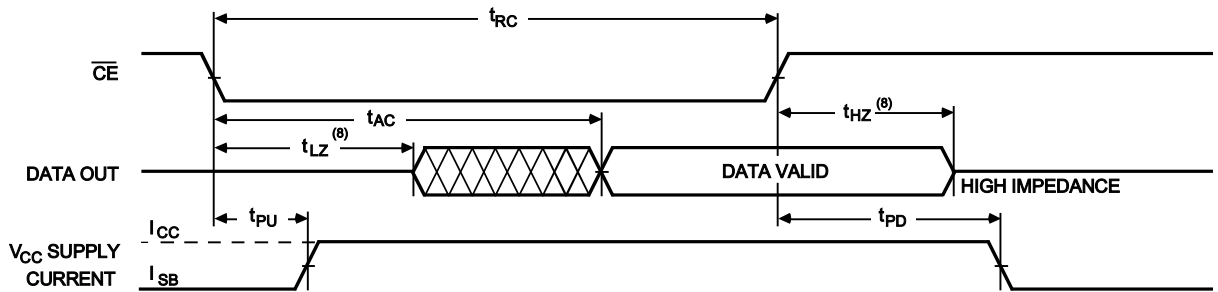 tRC
CE
tAC
tHZ (8)
tLZ (8)
DATA OUT
DATA VALID
HIGH IMPEDANCE
tPU
tPD
ICC
VCC SUPPLY
CURRENT
ISB